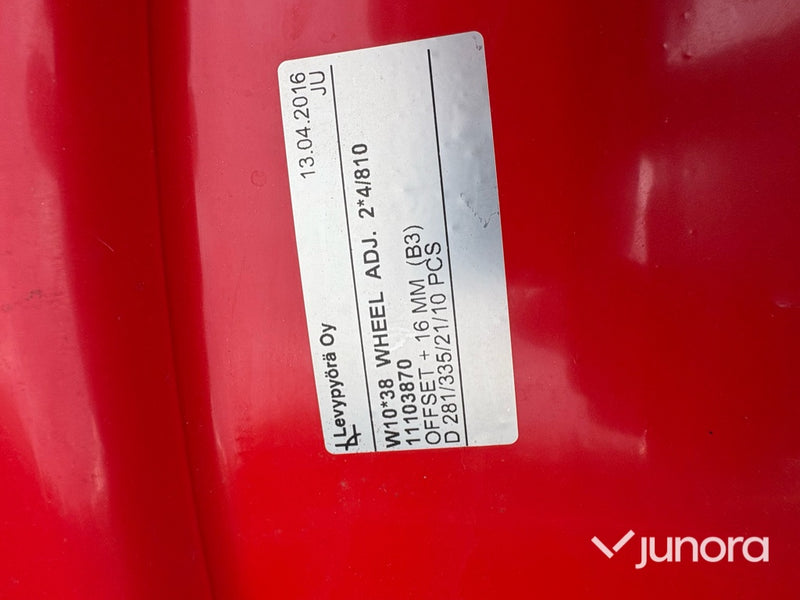 Levypyörä Oy
13.04.2016
JU
W10*38 WHEEL ADJ. 2*4/810
11103870
OFFSET + 16 MM (B3)
D 281/335/21/10 PCS
junora